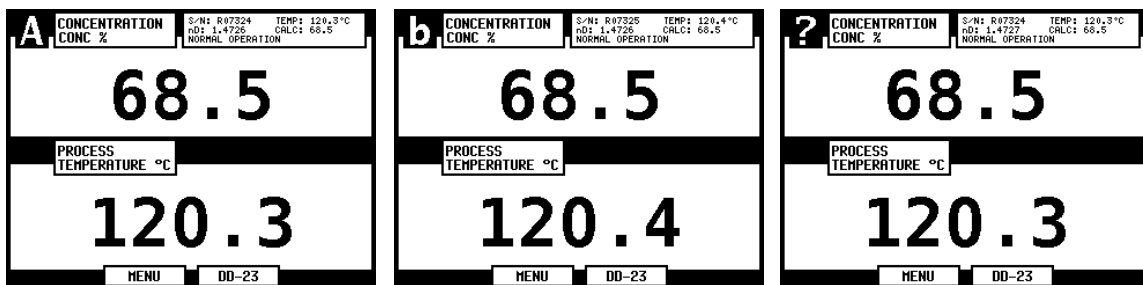 A
CONCENTRATION
CONC %
S/N: R07324 TEMP: 120.3°C
nD: 1.4726 CALC: 68.5
NORMAL OPERATION
68.5
PROCESS
TEMPERATURE °C
120.3
MENU DD-23
b
CONCENTRATION
CONC %
S/N: R07325 TEMP: 120.4°C
nD: 1.4726 CALC: 68.5
NORMAL OPERATION
68.5
PROCESS
TEMPERATURE °C
120.4
MENU DD-23
?
CONCENTRATION
CONC %
S/N: R07324 TEMP: 120.3°C
nD: 1.4727 CALC: 68.5
NORMAL OPERATION
68.5
PROCESS
TEMPERATURE °C
120.3
MENU DD-23